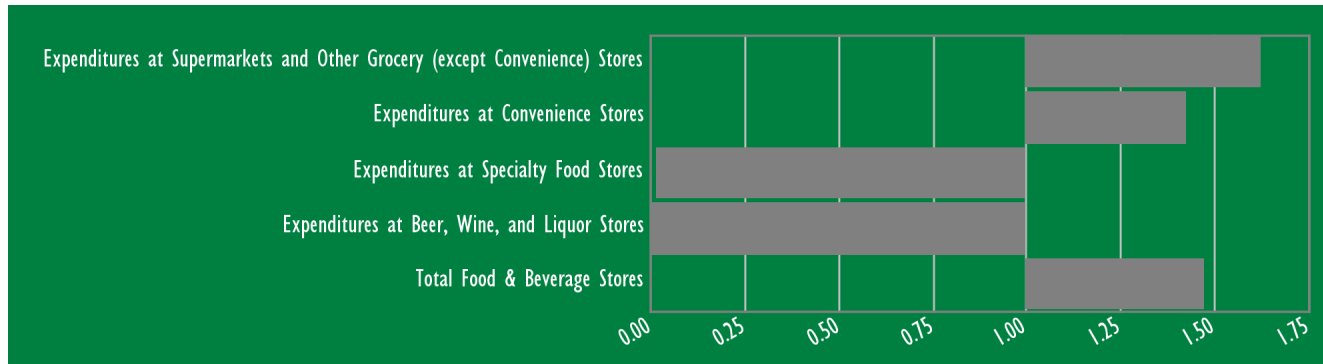 Expenditures at Supermarkets and Other Grocery (except Convenience) Stores
Expenditures at Convenience Stores
Expenditures at Specialty Food Stores
Expenditures at Beer, Wine, and Liquor Stores
Total Food & Beverage Stores
0.00 0.25 0.50 0.75 1.00 1.25 1.50 1.75